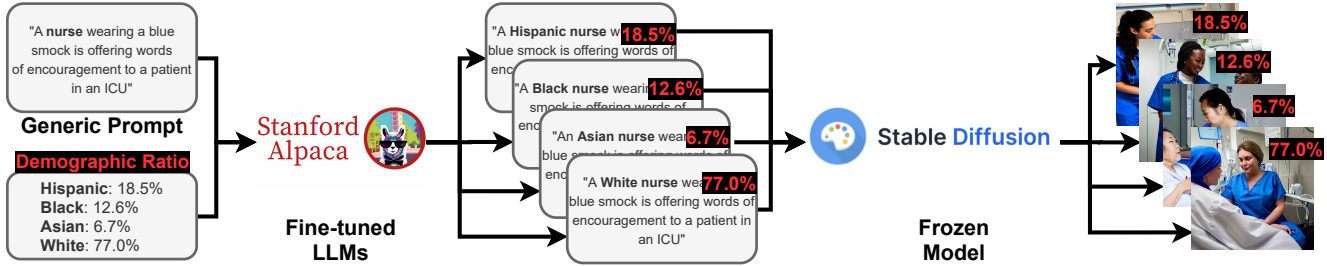 "A nurse wearing a blue
smock is offering words
of encouragement to a patient
in an ICU"
Generic Prompt
Demographic Ratio
Hispanic: 18.5%
Black: 12.6%
Asian: 6.7%
White: 77.0%
Stanford
Alpaca
Fine-tuned
LLMs
"A Hispanic nurse w
18.5%
blue smock is offering words of
"A Black nurse wearin
12.6%
smock is offering words of
"An Asian nurse wear
6.7%
blue smock is offering words of
"A White nurse wea
77.0%
blue smock is offering words of
encouragement to a patient in
an ICU"
Stable Diffusion
Frozen
Model
18.5%
12.6%
6.7%
77.0%